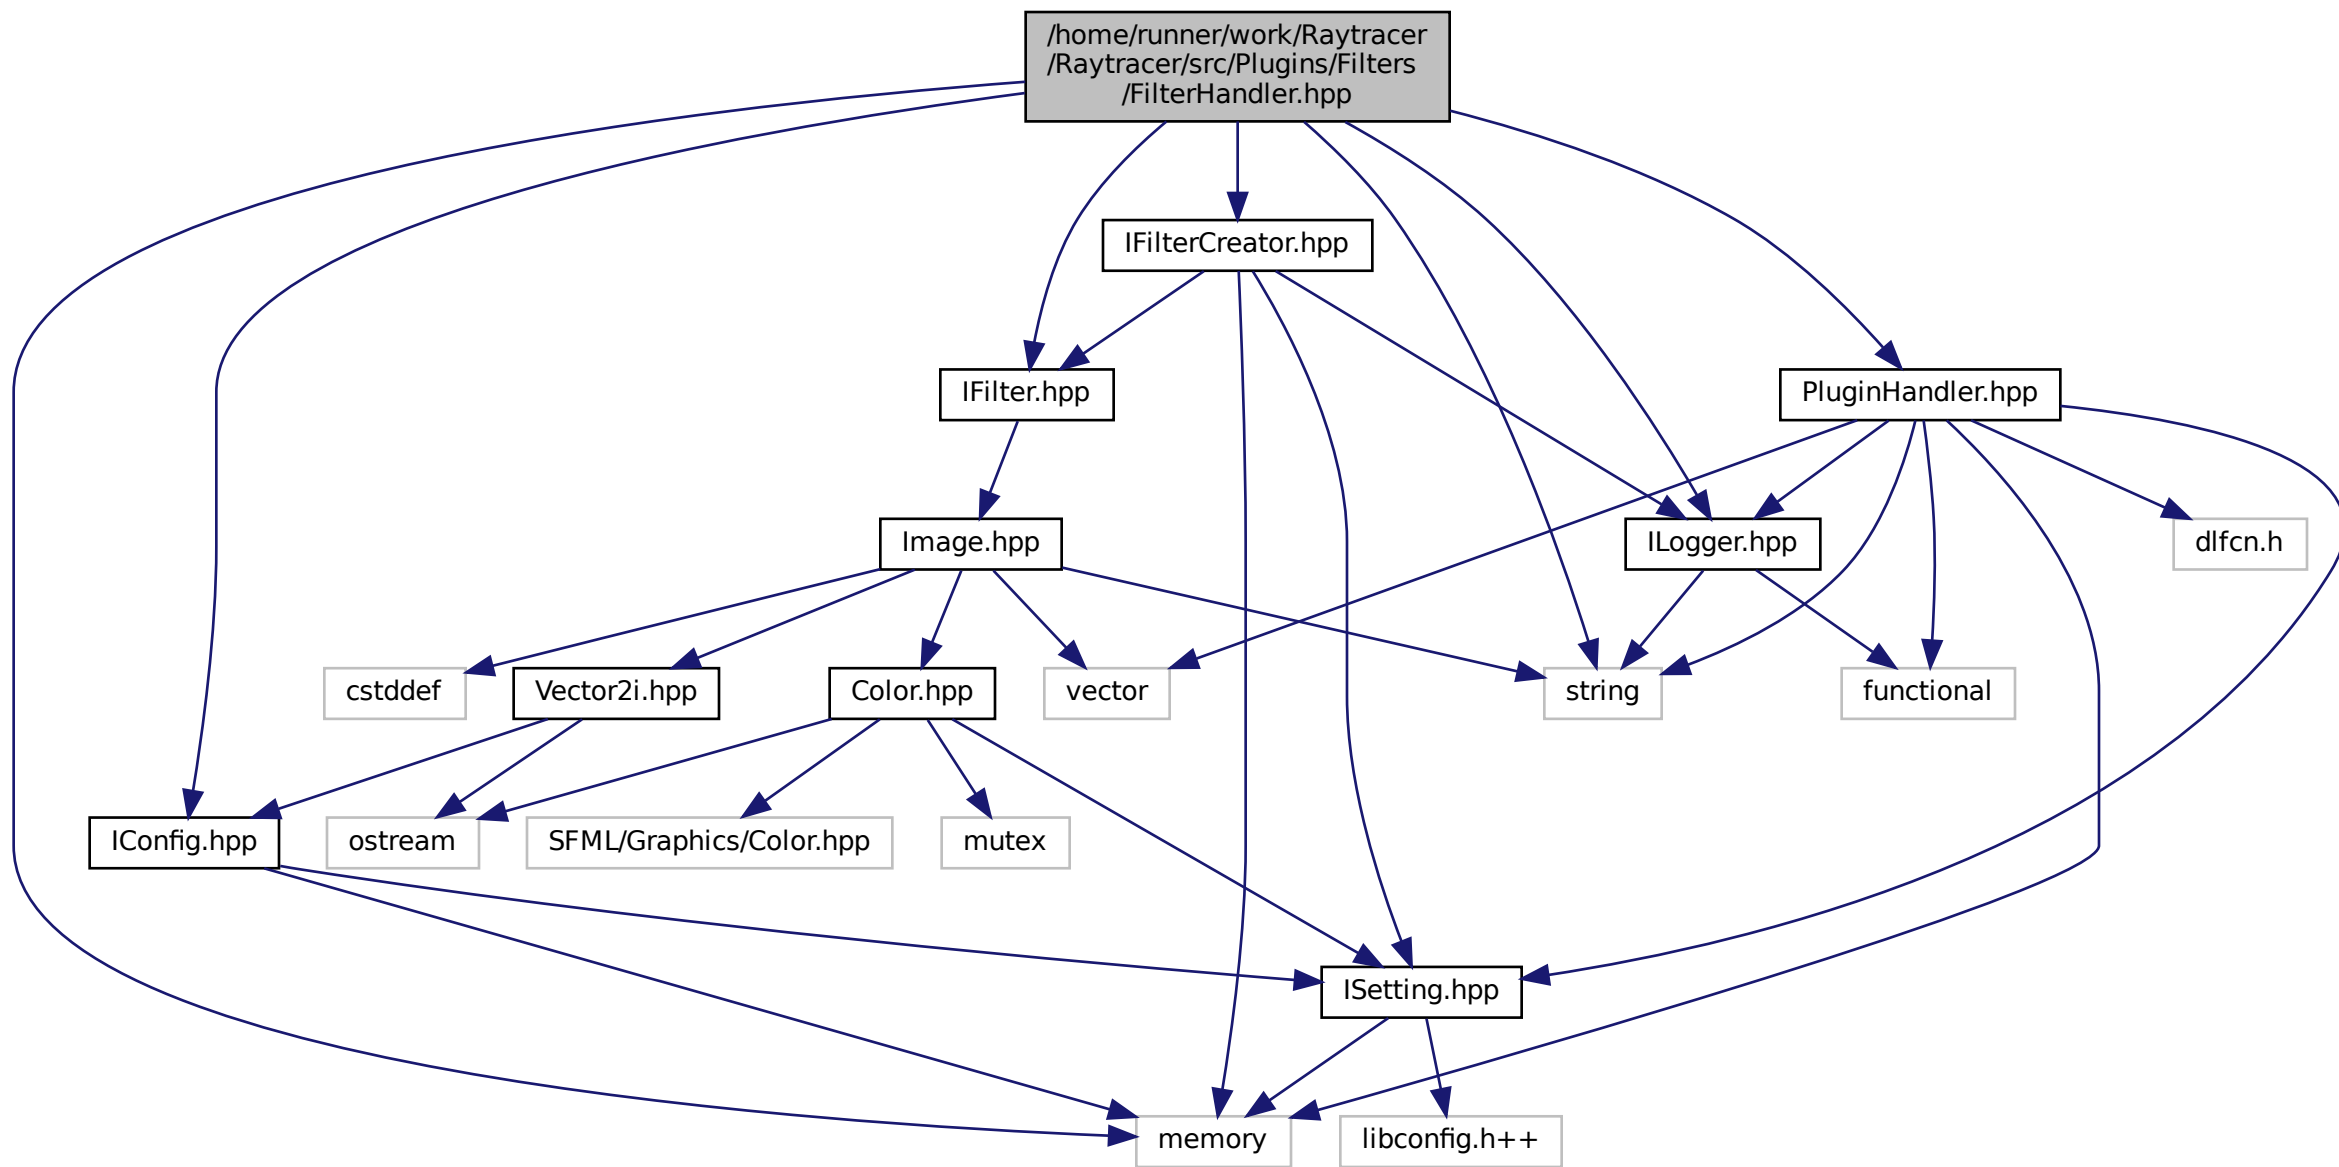 /home/runner/work/Raytracer
/Raytracer/src/Plugins/Filters
/FilterHandler.hpp
IFilterCreator.hpp
IFilter.hpp
PluginHandler.hpp
Image.hpp
ILogger.hpp
dlfcn.h
cstddef
Vector2i.hpp
Color.hpp
vector
string
functional
IConfig.hpp
ostream
SFML/Graphics/Color.hpp
mutex
ISetting.hpp
memory
libconfig.h++